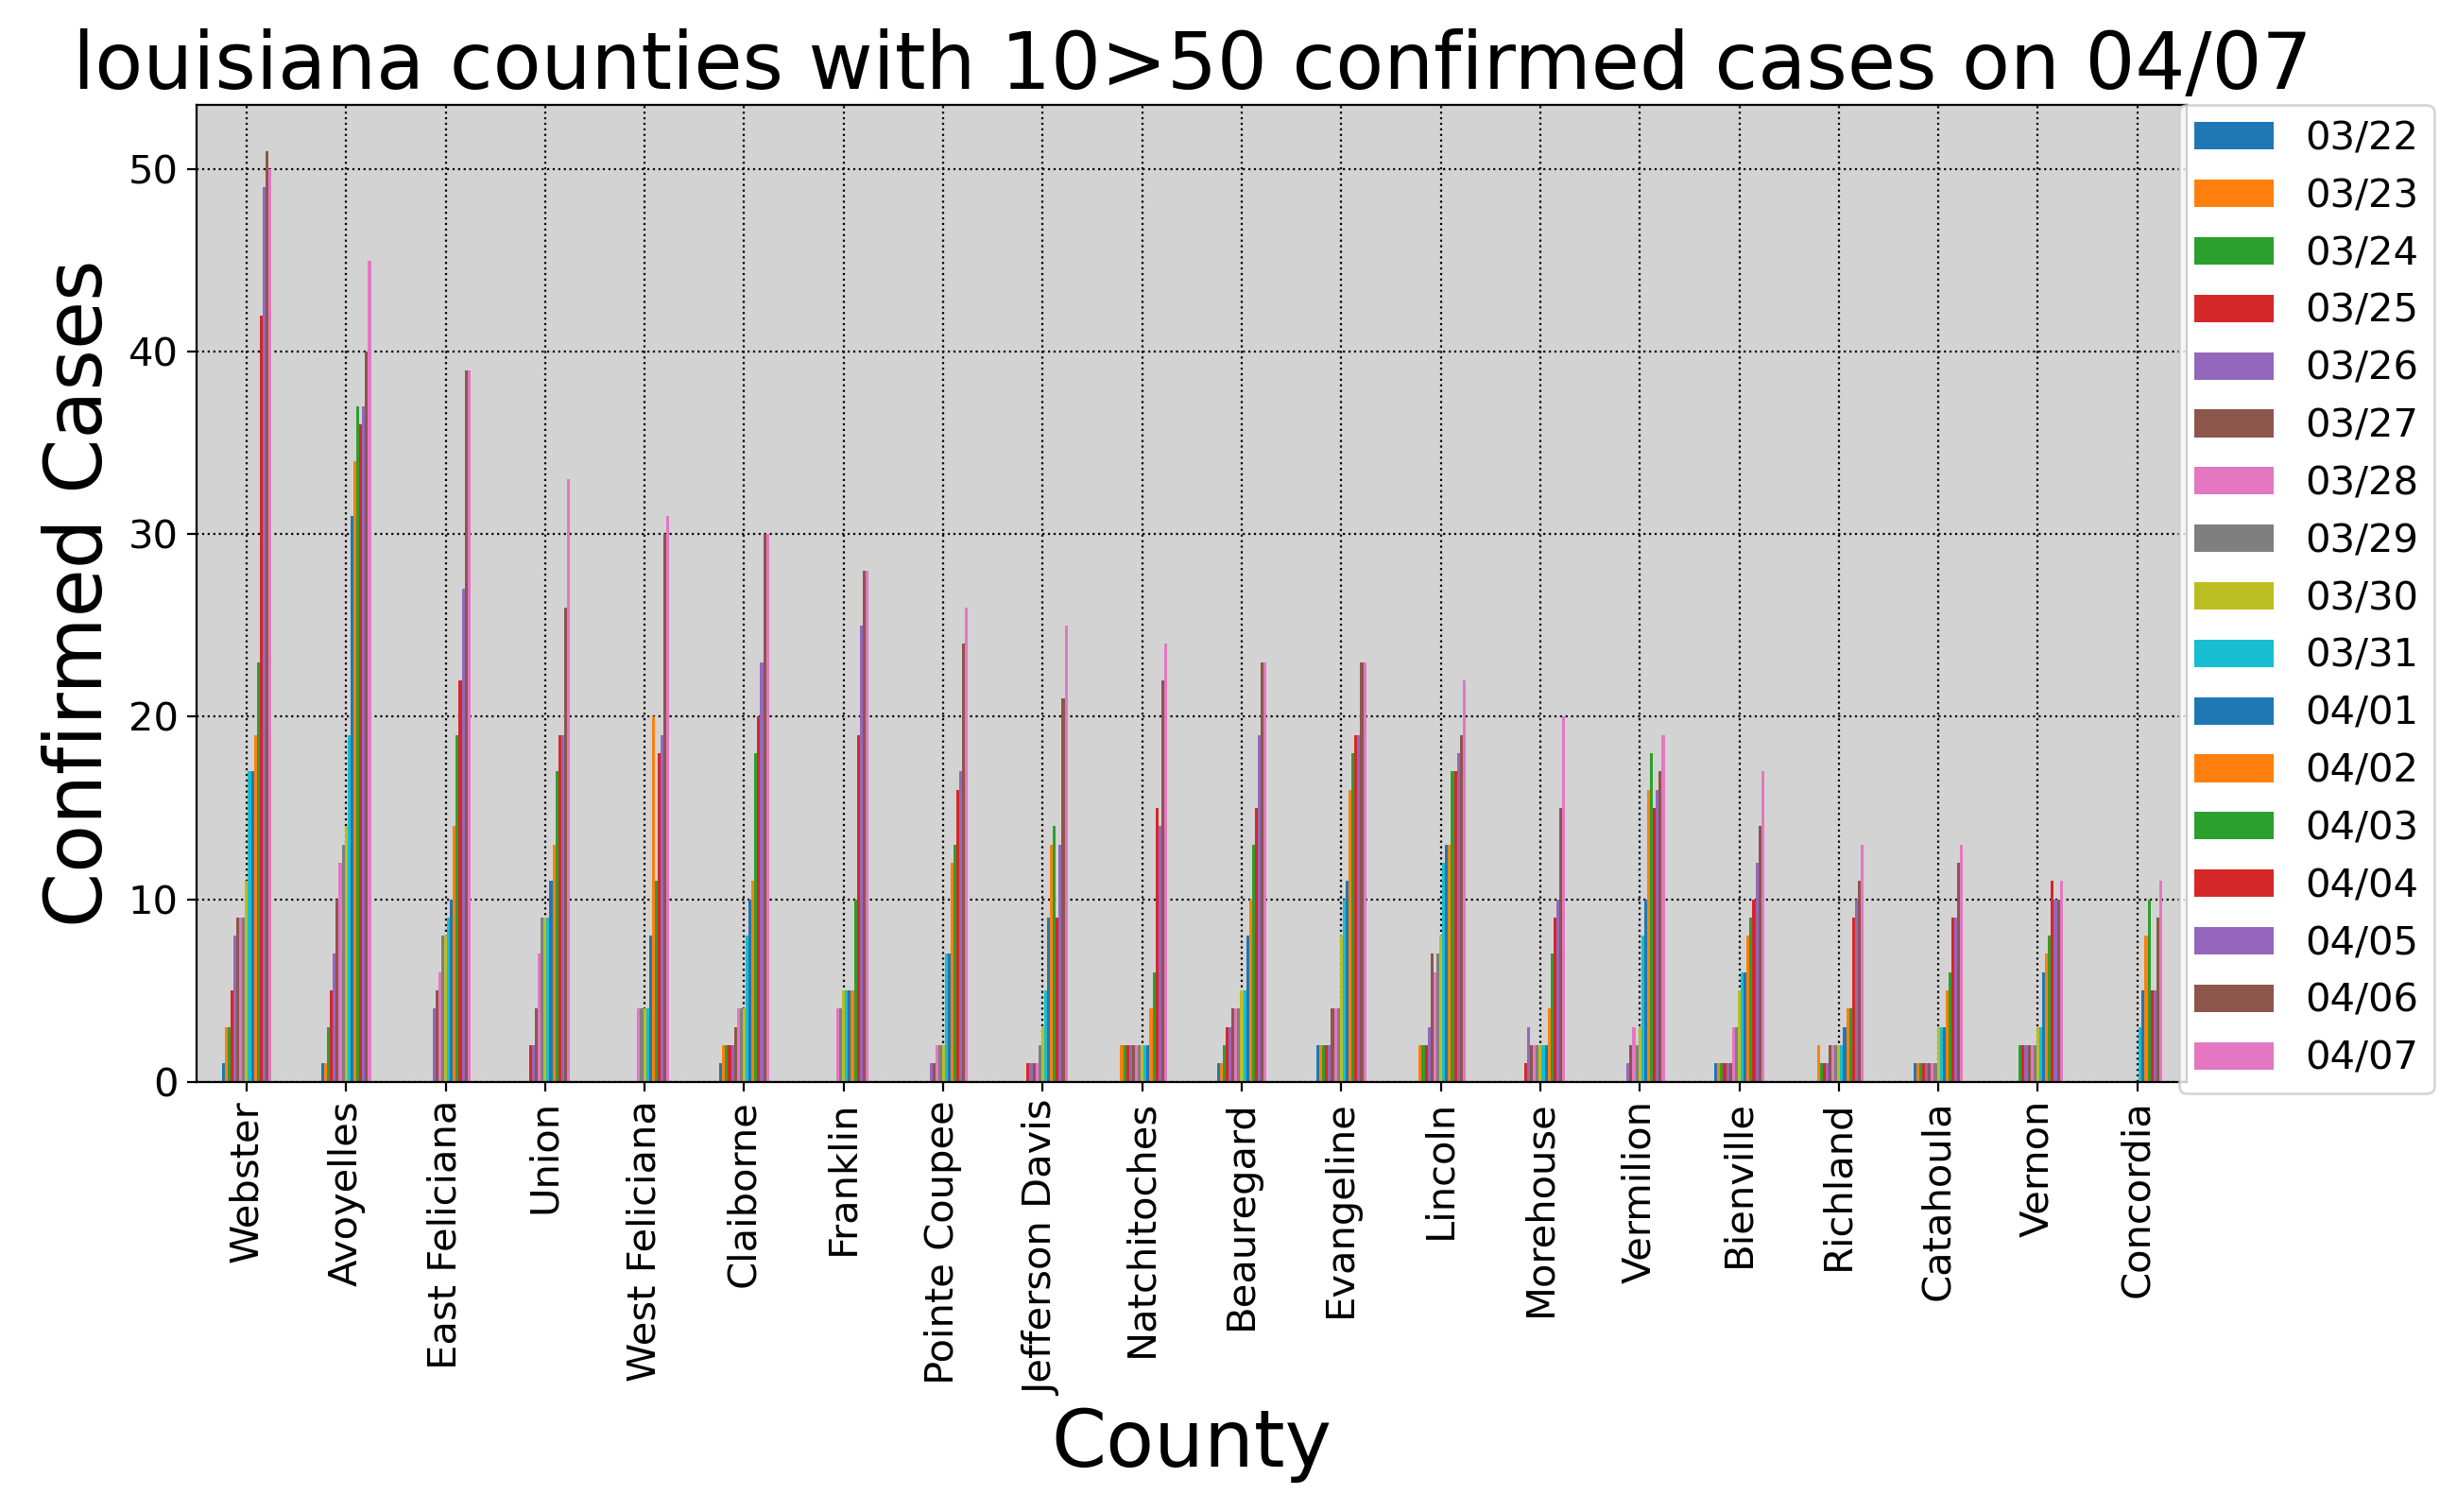 louisiana counties with 10>50 confirmed cases on 04/07
Confirmed Cases
50
40
30
20
10
0
03/22
03/23
03/24
03/25
03/26
03/27
03/28
03/29
03/30
03/31
04/01
04/02
04/03
04/04
04/05
04/06
04/07
Webster
Avoyelles
East Feliciana
Union
West Feliciana
Claiborne
Franklin
Pointe Coupee
Jefferson Davis
Natchitoches
Beauregard
Evangeline
Lincoln
Morehouse
Vermilion
Bienville
Richland
Catahoula
Vernon
Concordia
County